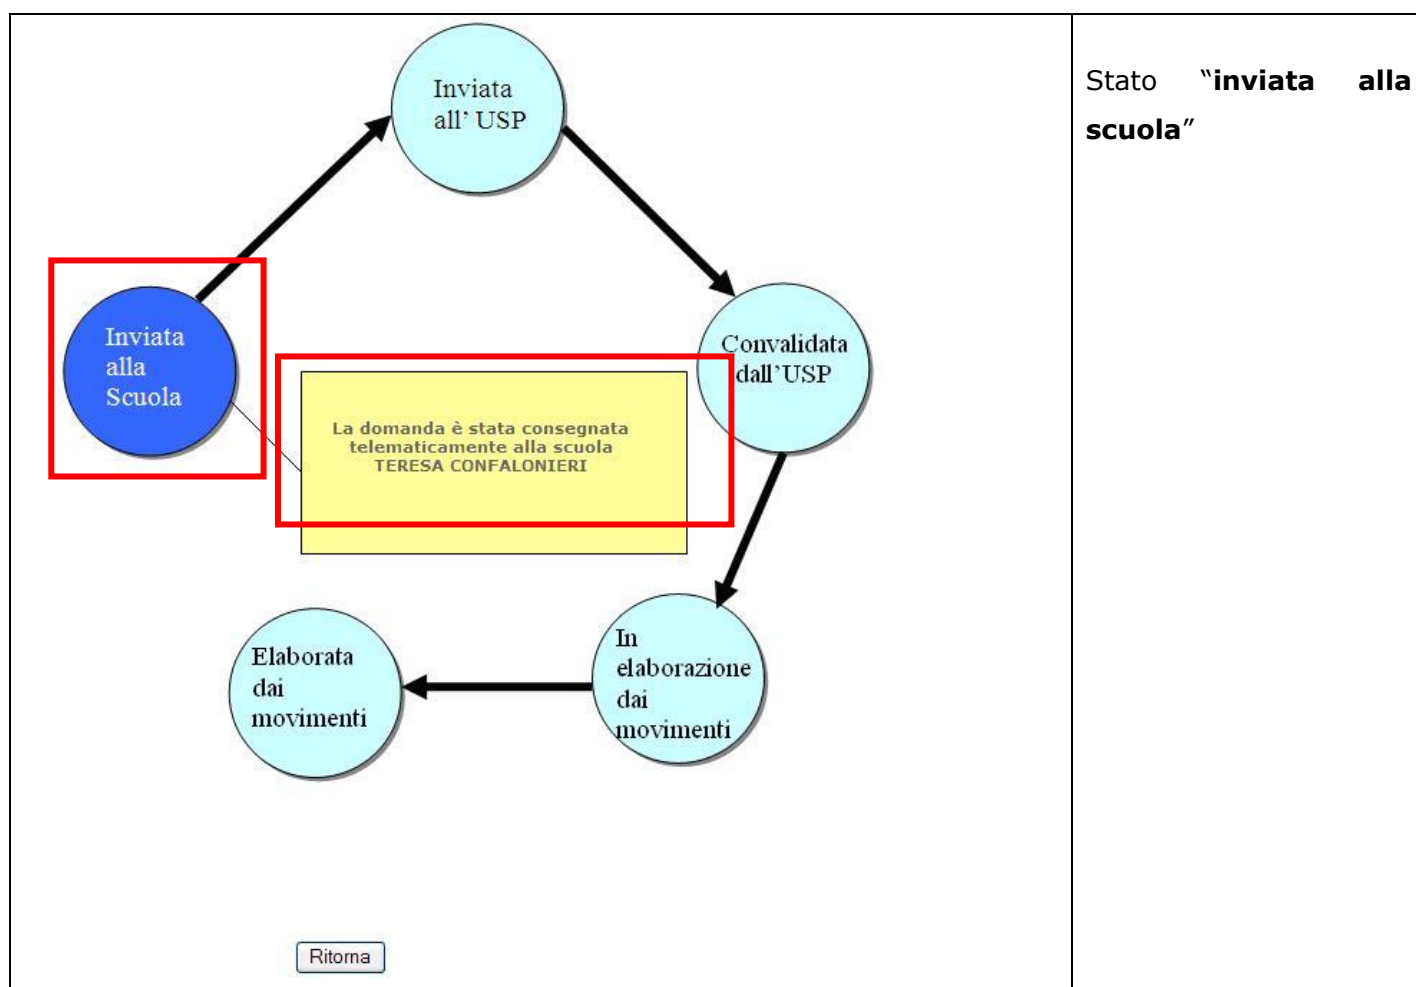 Inviata
all' USP
Stato “inviata alla
scuola”
Inviata
alla
Scuola
Convalidata
dall'USP
La domanda è stata consegnata
telematicamente alla scuola
TERESA CONFALONIERI
Elaborata
dai
movimenti
In
elaborazione
dai
movimenti
Ritorna